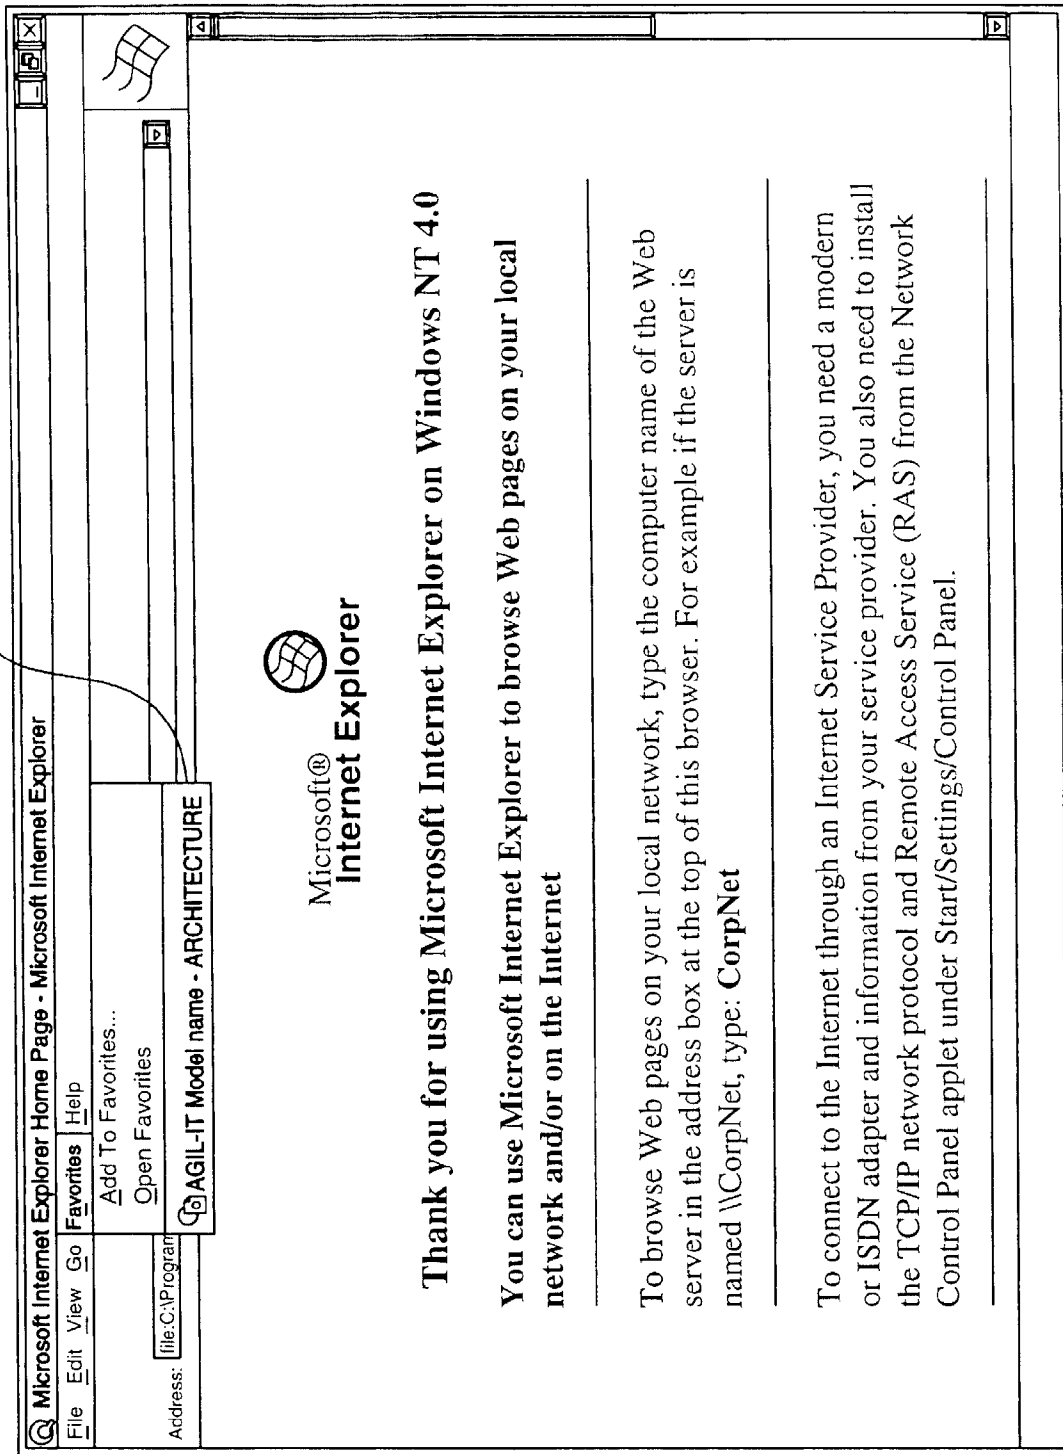 Microsoft Internet Explorer Home Page - Microsoft Internet Explorer
File Edit View Go Favorites Help
Add To Favorites...
Open Favorites
AGIL-IT Model name - ARCHITECTURE
Address: file:C:\Program
Microsoft®
Internet Explorer
Thank you for using Microsoft Internet Explorer on Windows NT 4.0
You can use Microsoft Internet Explorer to browse Web pages on your local
network and/or on the Internet
To browse Web pages on your local network, type the computer name of the Web
server in the address box at the top of this browser. For example if the server is
named \\CorpNet, type: CorpNet
To connect to the Internet through an Internet Service Provider, you need a modern
or ISDN adapter and information from your service provider. You also need to install
the TCP/IP network protocol and Remote Access Service (RAS) from the Network
Control Panel applet under Start/Settings/Control Panel.